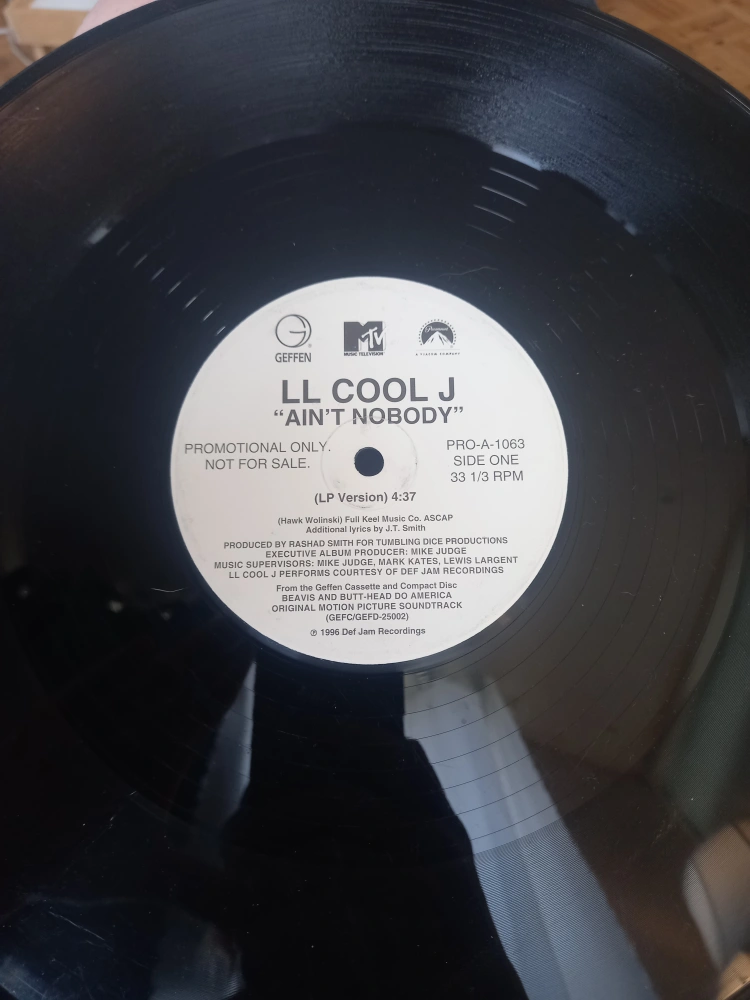 GEFFEN
MTV
MUSIC TELEVISION
Paramount
LL COOL J
“AIN'T NOBODY”
PROMOTIONAL ONLY.
NOT FOR SALE.
PRO-A-1063
SIDE ONE
33 1/3 RPM
(LP Version) 4:37
(Hawk Wolinski) Full Keel Music Co. ASCAP
Additional lyrics by J.T. Smith
PRODUCED BY RASHAD SMITH FOR TUMBLING DICE PRODUCTIONS
EXECUTIVE ALBUM PRODUCER: MIKE JUDGE
MUSIC SUPERVISORS: MIKE JUDGE, MARK KATES, LEWIS LARGENT
LL COOL J PERFORMS COURTESY OF DEF JAM RECORDINGS
From the Geffen Cassette and Compact Disc
BEAVIS AND BUTT-HEAD DO AMERICA
ORIGINAL MOTION PICTURE SOUNDTRACK
(GEFC/GEFD-25002)
℗ 1996 Def Jam Recordings